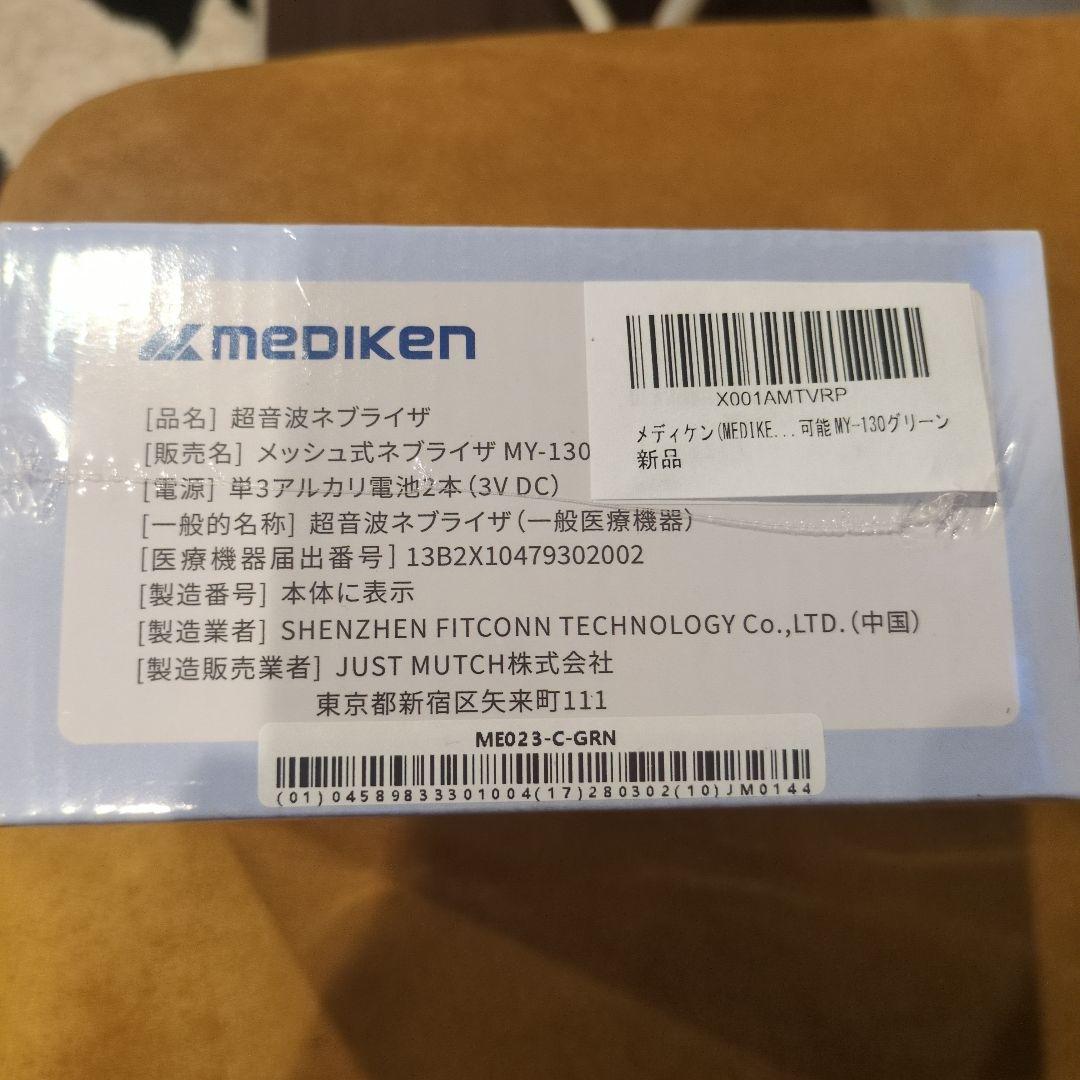 mediken
[品名] 超音波ネブライザ
[販売名] メッシュ式ネブライザ MY-130
[電源] 単3アルカリ電池2本(3V DC)
[一般的名称] 超音波ネブライザ(一般医療機器)
[医療機器届出番号] 13B2X10479302002
[製造番号] 本体に表示
[製造業者] SHENZHEN FITCONN TECHNOLOGY Co.,LTD.(中国)
[製造販売業者] JUST MUTCH株式会社
東京都新宿区矢来町111
X001AMTVRP
メディケン(MEDIKE...可能 MY-130グリーン
新品
ME023-C-GRN
(01)04589833301004(17)280302(10)JM0144